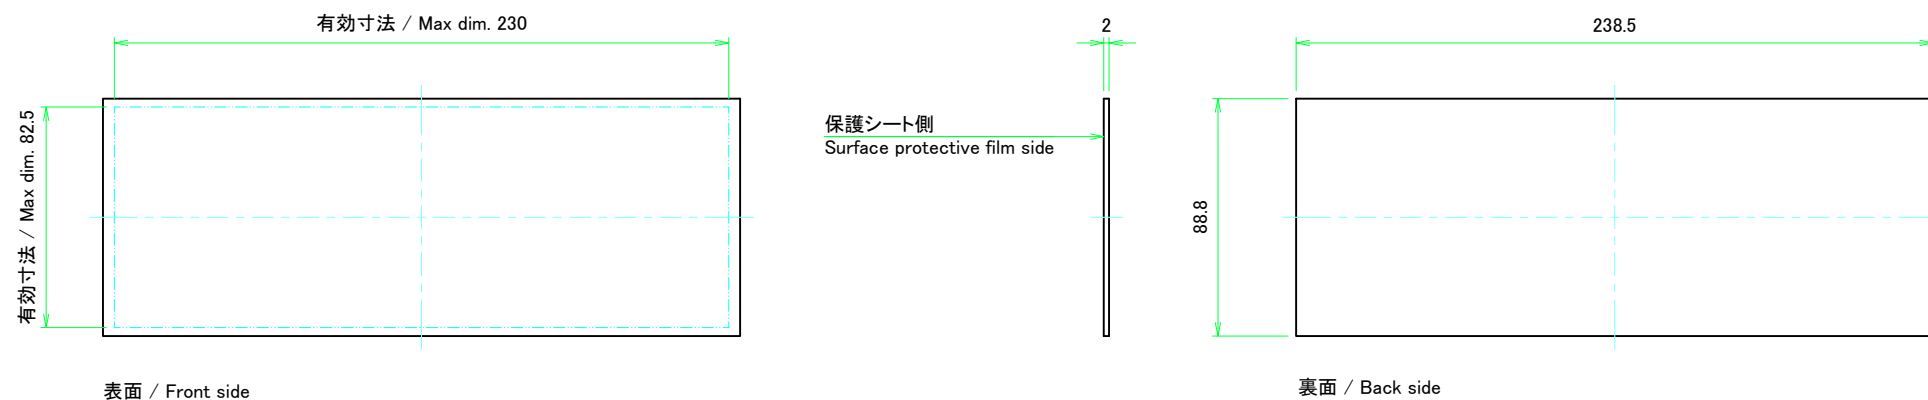 有効寸法 / Max dim. 230
有効寸法 / Max dim. 82.5
表面 / Front side
2
保護シート側
Surface protective film side
238.5
88.8
裏面 / Back side